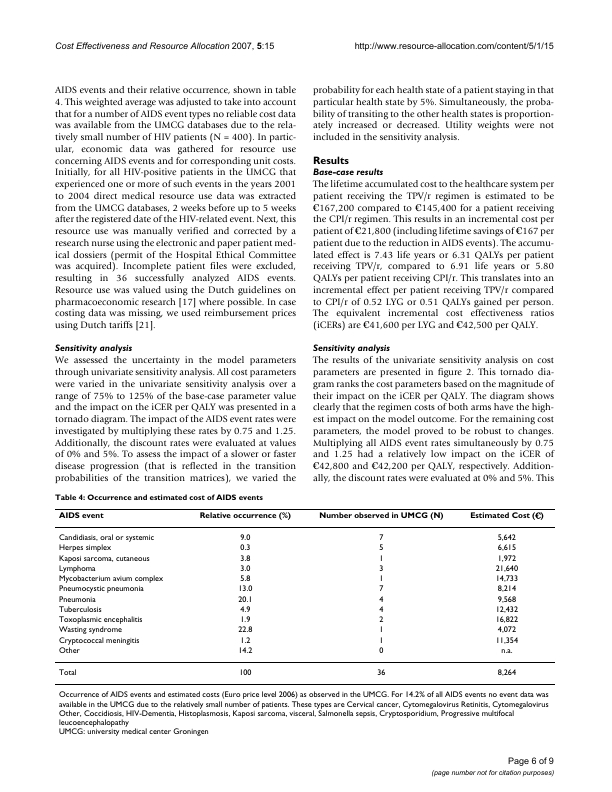 Cost Effectiveness and Resource Allocation 2007, 5:15
http://www.resource-allocation.com/content/5/1/15
AIDS events and their relative occurrence, shown in table
4. This weighted average was adjusted to take into account
that for a number of AIDS event types no reliable cost data
was available from the UMCG databases due to the rela-
tively small number of HIV patients (N = 400). In partic-
ular, economic data was gathered for resource use
concerning AIDS events and for corresponding unit costs.
Initially, for all HIV-positive patients in the UMCG that
experienced one or more of such events in the years 2001
to 2004 direct medical resource use data was extracted
from the UMCG databases, 2 weeks before up to 5 weeks
after the registered date of the HIV-related event. Next, this
resource use was manually verified and corrected by a
research nurse using the electronic and paper patient med-
ical dossiers (permit of the Hospital Ethical Committee
was acquired). Incomplete patient files were excluded,
resulting in 36 successfully analyzed AIDS events.
Resource use was valued using the Dutch guidelines on
pharmacoeconomic research [17] where possible. In case
costing data was missing, we used reimbursement prices
using Dutch tariffs [21].
Sensitivity analysis
We assessed the uncertainty in the model parameters
through univariate sensitivity analysis. All cost parameters
were varied in the univariate sensitivity analysis over a
range of 75% to 125% of the base-case parameter value
and the impact on the iCER per QALY was presented in a
tornado diagram. The impact of the AIDS event rates were
investigated by multiplying these rates by 0.75 and 1.25.
Additionally, the discount rates were evaluated at values
of 0% and 5%. To assess the impact of a slower or faster
disease progression (that is reflected in the transition
probabilities of the transition matrices), we varied the
probability for each health state of a patient staying in that
particular health state by 5%. Simultaneously, the proba-
bility of transiting to the other health states is proportion-
ately increased or decreased. Utility weights were not
included in the sensitivity analysis.
Results
Base-case results
The lifetime accumulated cost to the healthcare system per
patient receiving the TPV/r regimen is estimated to be
€167,200 compared to €145,400 for a patient receiving
the CPI/r regimen. This results in an incremental cost per
patient of €21,800 (including lifetime savings of €167 per
patient due to the reduction in AIDS events). The accumu-
lated effect is 7.43 life years or 6.31 QALYs per patient
receiving TPV/r, compared to 6.91 life years or 5.80
QALYs per patient receiving CPI/r. This translates into an
incremental effect per patient receiving TPV/r compared
to CPI/r of 0.52 LYG or 0.51 QALYs gained per person.
The equivalent incremental cost effectiveness ratios
(iCERs) are €41,600 per LYG and €42,500 per QALY.
Sensitivity analysis
The results of the univariate sensitivity analysis on cost
parameters are presented in figure 2. This tornado dia-
gram ranks the cost parameters based on the magnitude of
their impact on the iCER per QALY. The diagram shows
clearly that the regimen costs of both arms have the high-
est impact on the model outcome. For the remaining cost
parameters, the model proved to be robust to changes.
Multiplying all AIDS event rates simultaneously by 0.75
and 1.25 had a relatively low impact on the iCER of
€42,800 and €42,200 per QALY, respectively. Addition-
ally, the discount rates were evaluated at 0% and 5%. This
Table 4: Occurrence and estimated cost of AIDS events
AIDS event Relative occurrence (%) Number observed in UMCG (N) Estimated Cost (€)
Candidiasis, oral or systemic 9.0 7 5,642
Herpes simplex 0.3 5 6,615
Kaposi sarcoma, cutaneous 3.8 1 1,972
Lymphoma 3.0 3 21,640
Mycobacterium avium complex 5.8 1 14,733
Pneumocystic pneumonia 13.0 7 8,214
Pneumonia 20.1 4 9,568
Tuberculosis 4.9 4 12,432
Toxoplasmic encephalitis 1.9 2 16,822
Wasting syndrome 22.8 1 4,072
Cryptococcal meningitis 1.2 1 11,354
Other 14.2 0 n.a.
Total 100 36 8,264
Occurrence of AIDS events and estimated costs (Euro price level 2006) as observed in the UMCG. For 14.2% of all AIDS events no event data was
available in the UMCG due to the relatively small number of patients. These types are Cervical cancer, Cytomegalovirus Retinitis, Cytomegalovirus
Other, Coccidiosis, HIV-Dementia, Histoplasmosis, Kaposi sarcoma, visceral, Salmonella sepsis, Cryptosporidium, Progressive multifocal
leucoencephalopathy
UMCG: university medical center Groningen
Page 6 of 9
(page number not for citation purposes)